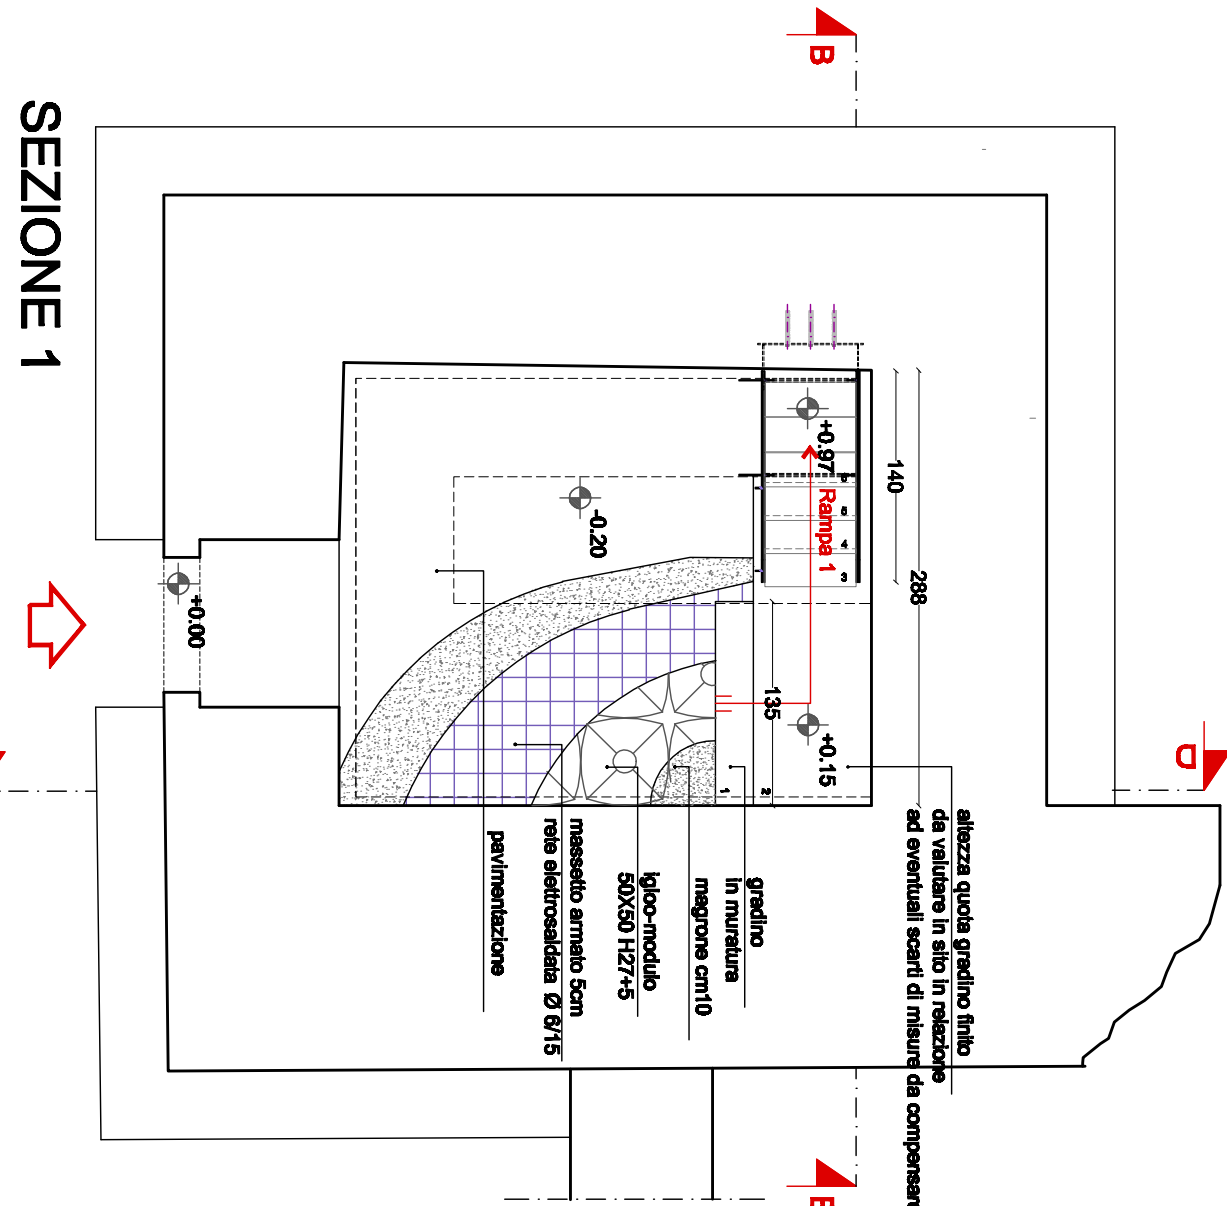 SEZIONE 1
B
+0.97
Rampa 1
6
5
4
3
140
288
-0.20
+0.00
135
+0.15
1
2
D
altezza quota gradino finito
da valutare in sito in relazione
ad eventuali scarti di misure da compensare
gradino
in muratura
magrone cm10
igloo-modulo
50X50 H27+5
massetto armato 5cm
rete elettrosaldata Ø 6/15
pavimentazione